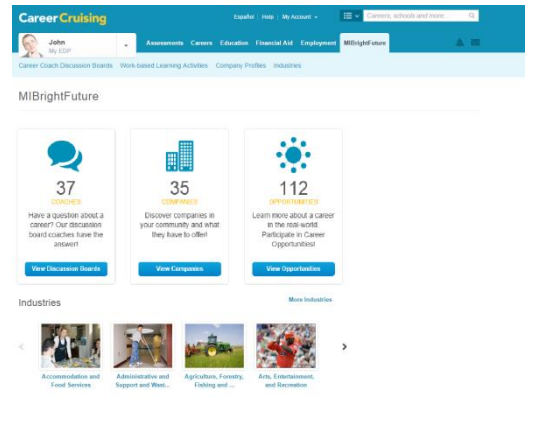 Career Cruising
Español | Help | My Account
Careers, schools and more...
John
My EDP
Assessments Careers Education Financial Aid Employment MIBrightFuture
Career Coach Discussion Boards Work-based Learning Activities Company Profiles Industries
MIBrightFuture
37
COACHES
Have a question about a
career? Our discussion
board coaches have the
answer!
View Discussion Boards
35
COMPANIES
Discover companies in
your community and what
they have to offer!
View Companies
112
OPPORTUNITIES
Learn more about a career
in the real-world.
Participate in Career
Opportunities!
View Opportunities
Industries
More Industries
Accommodation and
Food Services
Administrative and
Support and Wast...
Agriculture, Forestry,
Fishing and ...
Arts, Entertainment,
and Recreation